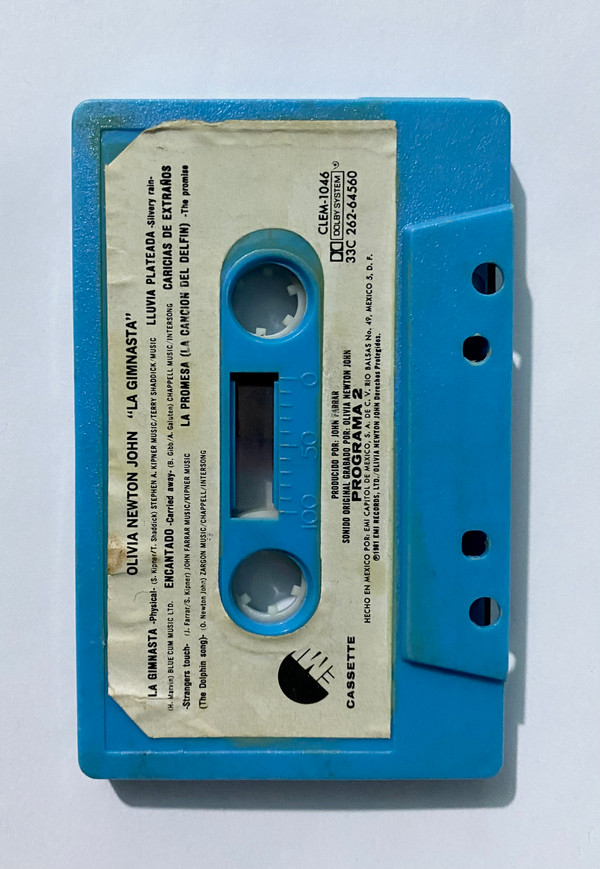 OLIVIA NEWTON JOHN "LA GIMNASTA"
LA GIMNASTA -Physical- (S. Kipner/T. Shaddick) STEPHEN A. KIPNER MUSIC/TERRY SHADDICK MUSIC LLUVIA PLATEADA -Silvery rain-
(H. Marvin) BLUE GUM MUSIC LTD. ENCANTADO -Carried away- (B. Gibb/A. Galuten) CHAPPELL MUSIC/INTERSONG CARICIAS DE EXTRAÑOS
-Strangers touch- (J. Farrar/S. Kipner) JOHN FARRAR MUSIC/KIPNER MUSIC LA PROMESA (LA CANCION DEL DELFIN) -The promise
(The Dolphin song)- (O. Newton John) ZARGON MUSIC/CHAPPELL/INTERSONG
100 50 0
EMI
CASSETTE
CLEM-1046
DOLBY SYSTEM
33C 262-64560
PRODUCIDO POR: JOHN FARRAR
SONIDO ORIGINAL GRABADO POR: OLIVIA NEWTON JOHN
PROGRAMA 2
HECHO EN MEXICO POR: EMI CAPITOL DE MEXICO, S. A. DE C. V. RIO BALSAS No. 49, MEXICO 5, D. F.
℗1981 EMI RECORDS, LTD./OLIVIA NEWTON JOHN Derechos Protegidos.